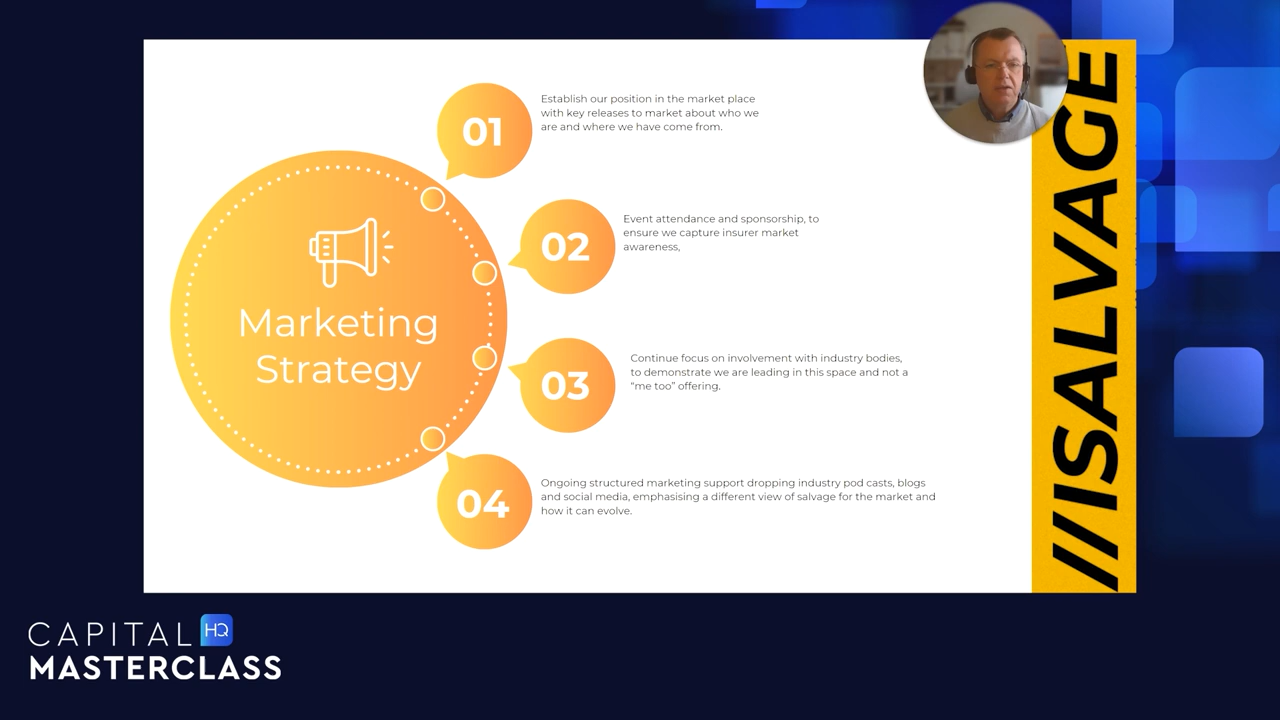 01
Establish our position in the market place
with key releases to market about who we
are and where we have come from.
02
Event attendance and sponsorship, to
ensure we capture insurer market
awareness,
Marketing
Strategy
03
Continue focus on involvement with industry bodies,
to demonstrate we are leading in this space and not a
“me too” offering.
04
Ongoing structured marketing support dropping industry pod casts, blogs
and social media, emphasising a different view of salvage for the market and
how it can evolve.
//ISALVAGE
CAPITAL HQ
MASTERCLASS